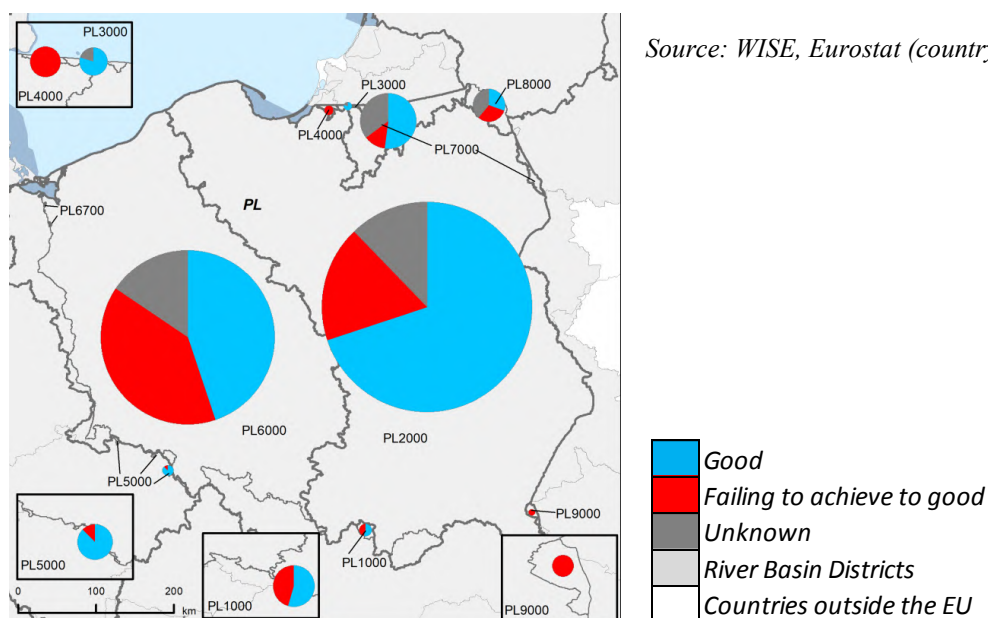 PL3000
PL4000
Source: WISE, Eurostat (country
PL3000
PL8000
PL4000
PL7000
PL6700
PL
PL6000
PL2000
PL5000
PL9000
PL1000
PL5000
PL1000
PL9000
0 100 200
km
Good
Failing to achieve to good
Unknown
River Basin Districts
Countries outside the EU